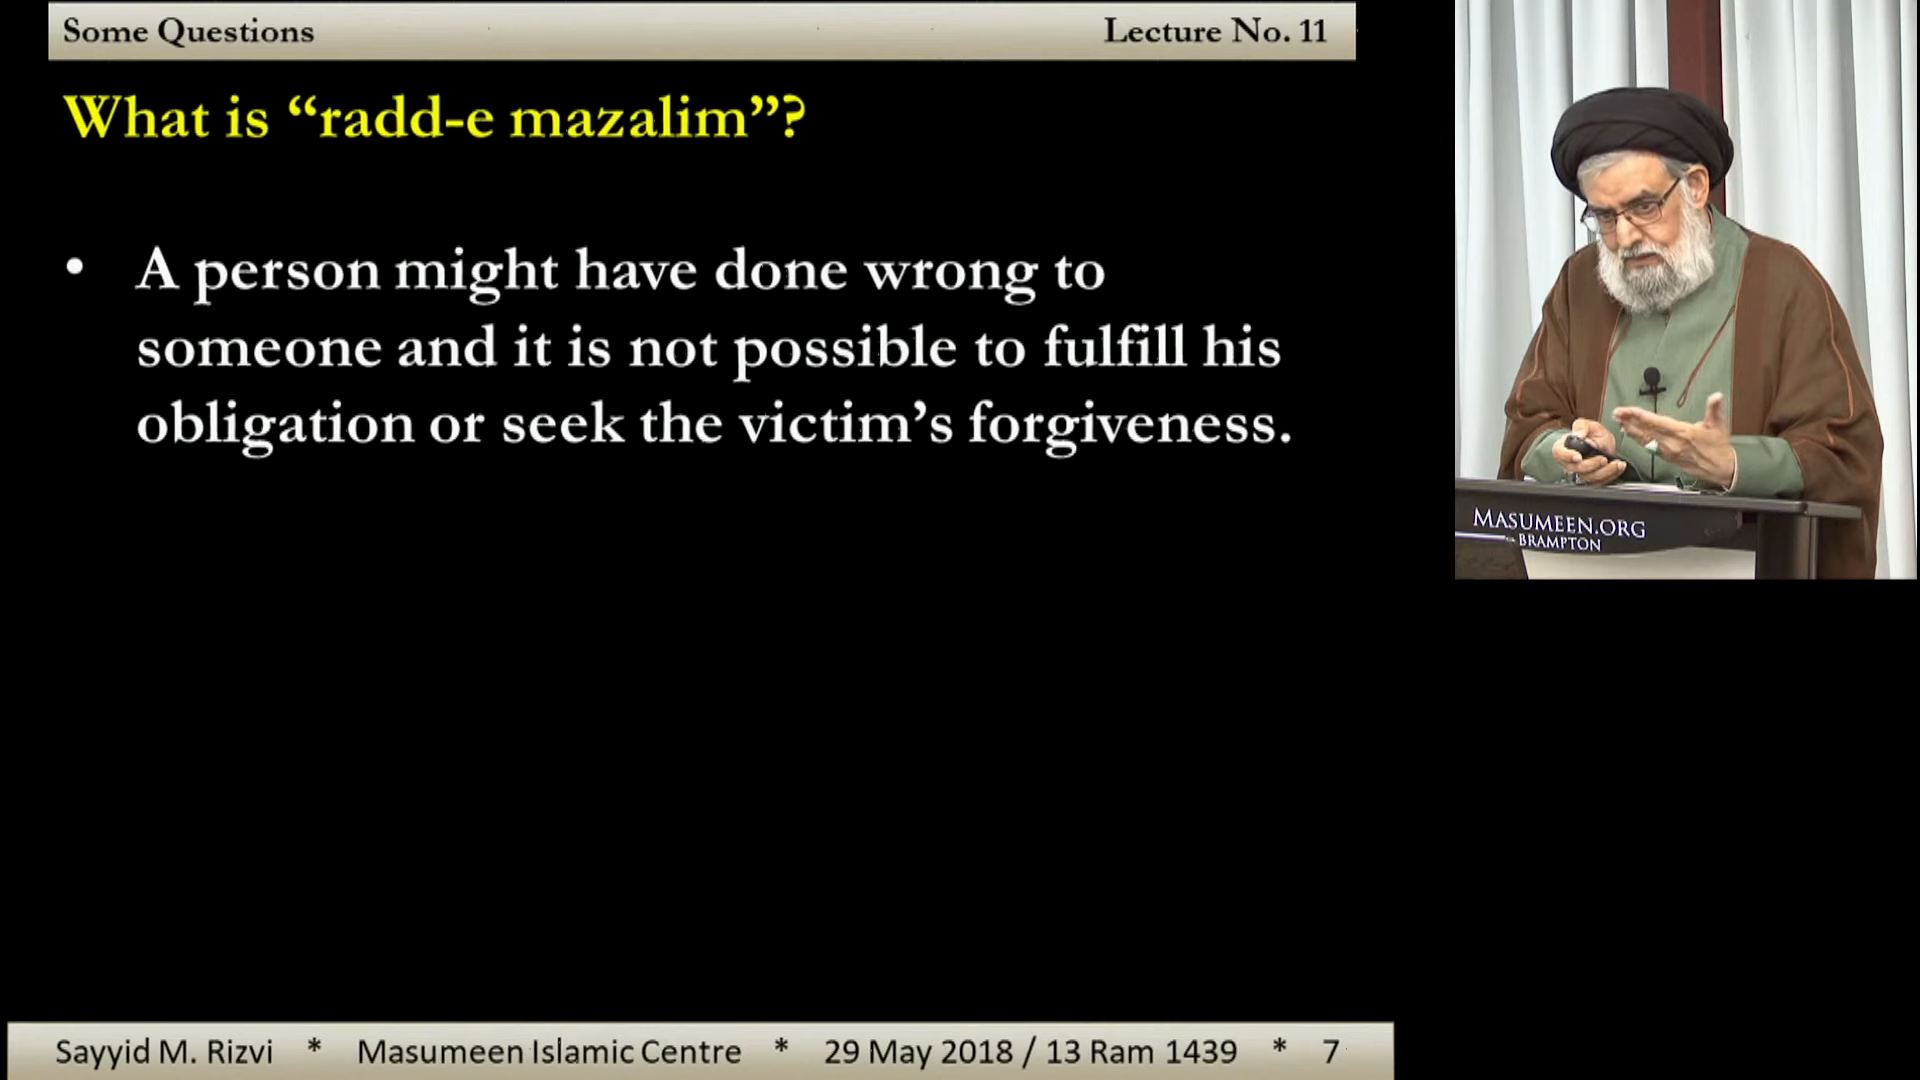 Some Questions
Lecture No. 11
What is “radd-e mazalim”?
• A person might have done wrong to
someone and it is not possible to fulfill his
obligation or seek the victim’s forgiveness.
MASUMEEN.ORG
BRAMPTON
Sayyid M. Rizvi * Masumeen Islamic Centre * 29 May 2018 / 13 Ram 1439 * 7